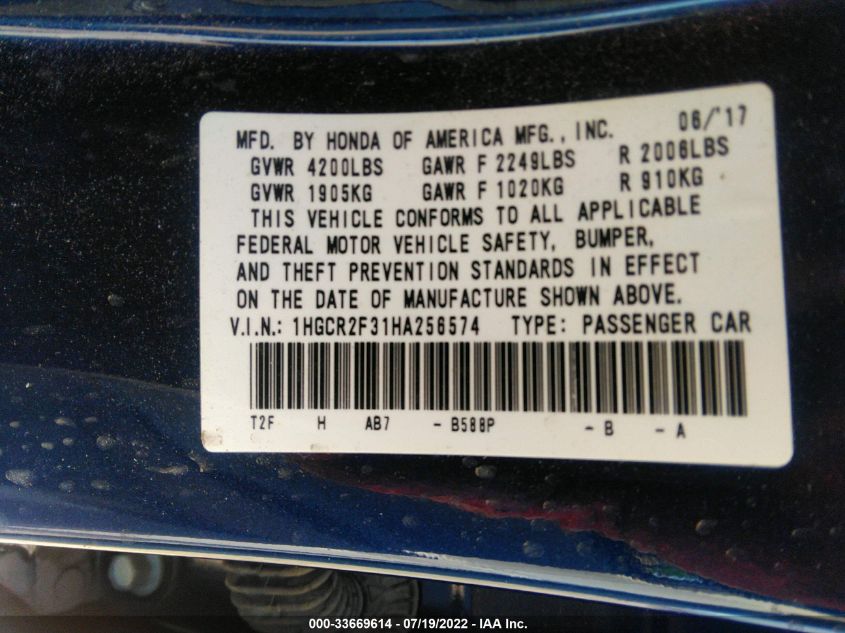 MFD. BY HONDA OF AMERICA MFG., INC. 06/'17
GVWR 4200LBS GAWR F 2249LBS R 2006LBS
GVWR 1905KG GAWR F 1020KG R 910KG
THIS VEHICLE CONFORMS TO ALL APPLICABLE
FEDERAL MOTOR VEHICLE SAFETY, BUMPER,
AND THEFT PREVENTION STANDARDS IN EFFECT
ON THE DATE OF MANUFACTURE SHOWN ABOVE.
V.I.N.: 1HGCR2F31HA256574 TYPE: PASSENGER CAR
T2F H AB7 - B588P - B - A
000-33669614 - 07/19/2022 - IAA Inc.